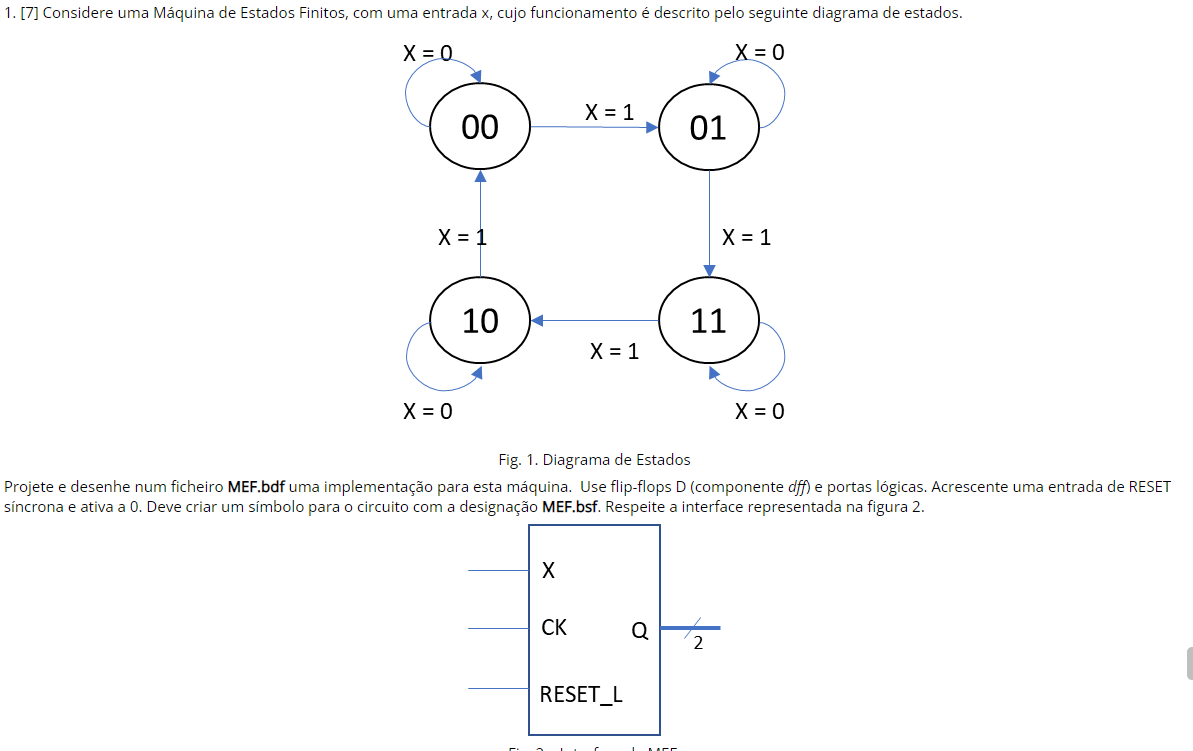 1. [7] Considere uma Máquina de Estados Finitos, com uma entrada x, cujo funcionamento é descrito pelo seguinte diagrama de estados.
X = 0
X = 0
00
X = 1
01
X = 1
X = 1
10
11
X = 1
X = 0
X = 0
Fig. 1. Diagrama de Estados
Projete e desenhe num ficheiro MEF.bdf uma implementação para esta máquina. Use flip-flops D (componente dff) e portas lógicas. Acrescente uma entrada de RESET
síncrona e ativa a 0. Deve criar um símbolo para o circuito com a designação MEF.bsf. Respeite a interface representada na figura 2.
X
CK
Q
2
RESET_L